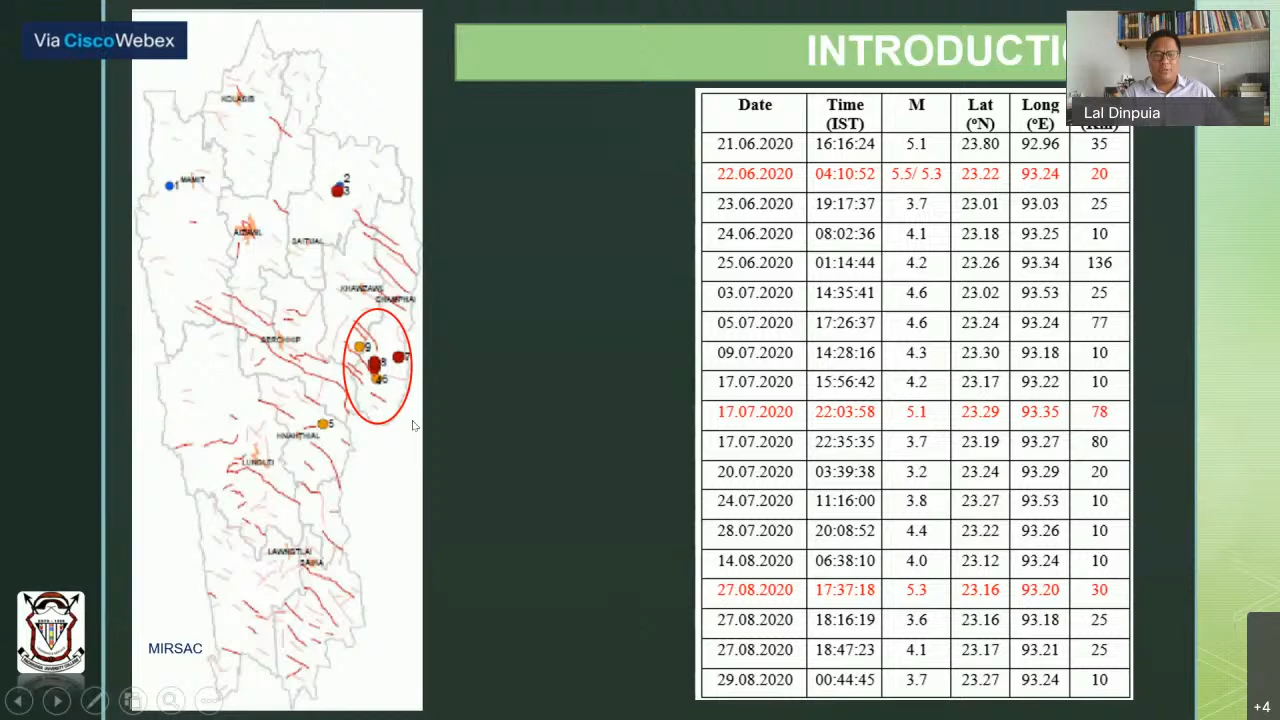 Via CiscoWebex
INTRODUCTI
Lal Dinpuia
KOLASIB
1 MAMIT
2
3
AIZAWL
SAITUAL
KHAWZAWL
CHAMPHAI
SERCHHIP
9
7
8
6
5
HNAHTHIAL
LUNGLEI
LAWNGTLAI
SAIHA
MIRSAC
Date Time (IST) M Lat (°N) Long (°E) (Km)
21.06.2020 16:16:24 5.1 23.80 92.96 35
22.06.2020 04:10:52 5.5/ 5.3 23.22 93.24 20
23.06.2020 19:17:37 3.7 23.01 93.03 25
24.06.2020 08:02:36 4.1 23.18 93.25 10
25.06.2020 01:14:44 4.2 23.26 93.34 136
03.07.2020 14:35:41 4.6 23.02 93.53 25
05.07.2020 17:26:37 4.6 23.24 93.24 77
09.07.2020 14:28:16 4.3 23.30 93.18 10
17.07.2020 15:56:42 4.2 23.17 93.22 10
17.07.2020 22:03:58 5.1 23.29 93.35 78
17.07.2020 22:35:35 3.7 23.19 93.27 80
20.07.2020 03:39:38 3.2 23.24 93.29 20
24.07.2020 11:16:00 3.8 23.27 93.53 10
28.07.2020 20:08:52 4.4 23.22 93.26 10
14.08.2020 06:38:10 4.0 23.12 93.24 10
27.08.2020 17:37:18 5.3 23.16 93.20 30
27.08.2020 18:16:19 3.6 23.16 93.18 25
27.08.2020 18:47:23 4.1 23.17 93.21 25
29.08.2020 00:44:45 3.7 23.27 93.24 10
+4